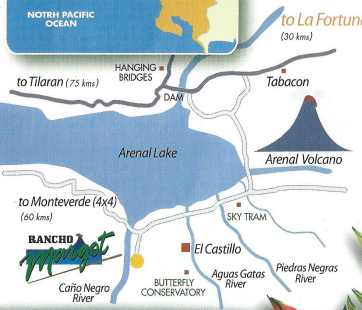 NOTRH PACIFIC
OCEAN
to La Fortuna
(30 kms)
HANGING
BRIDGES
to Tilaran (75 kms)
DAM
Tabacon
Arenal Lake
Arenal Volcano
to Monteverde (4x4)
(60 kms)
SKY TRAM
RANCHO
Margot
El Castillo
BUTTERFLY
CONSERVATORY
Aguas Gatas
River
Piedras Negras
River
Caño Negro
River